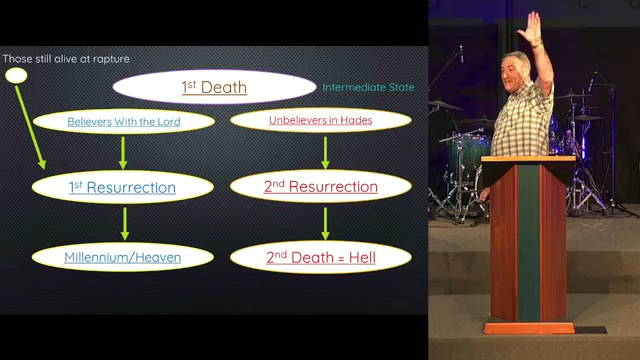 Those still alive at rapture
1st Death
Intermediate State
Believers With the Lord
Unbelievers in Hades
1st Resurrection
2nd Resurrection
Millennium/Heaven
2nd Death = Hell